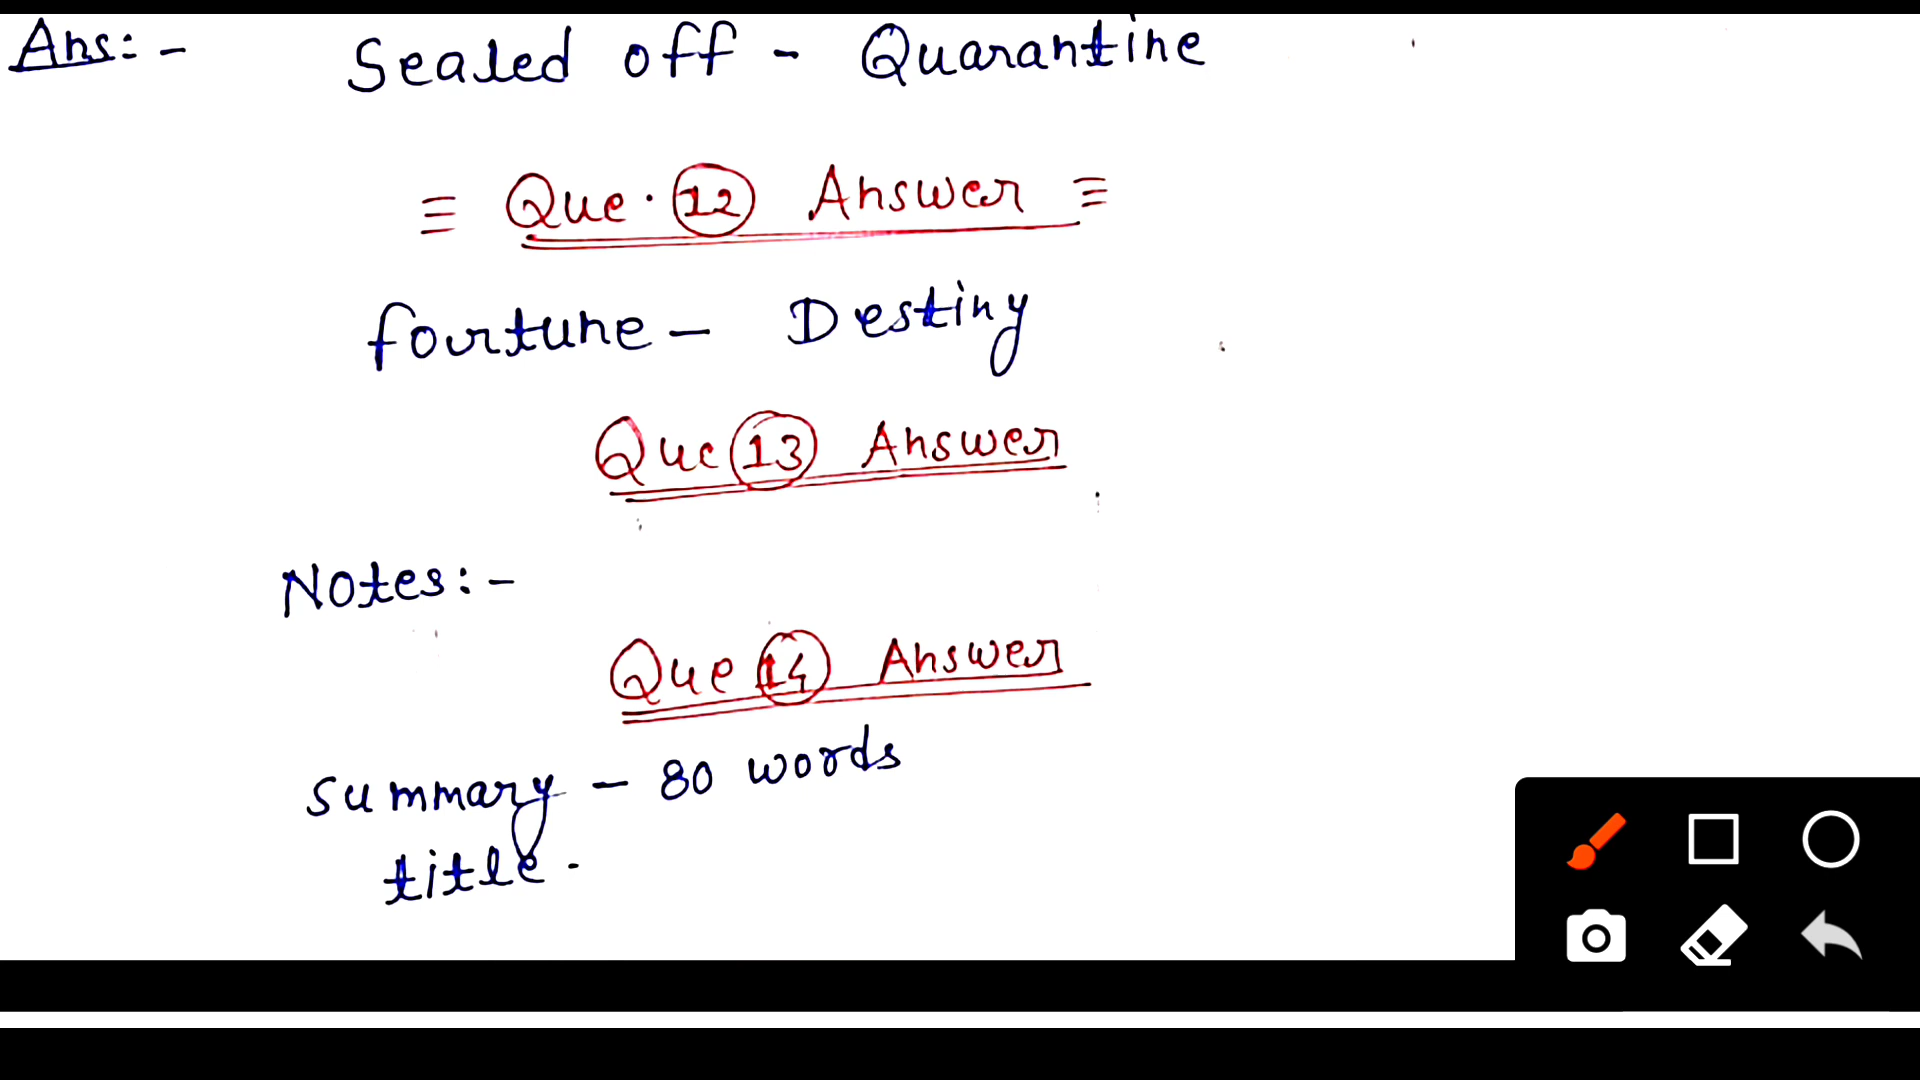 Ans:-
Sealed off - Quarantine
≡ Que. 12 Answer ≡
fourtune - Destiny
Que 13 Answer
Notes:-
Que 14 Answer
summary - 80 words
title -